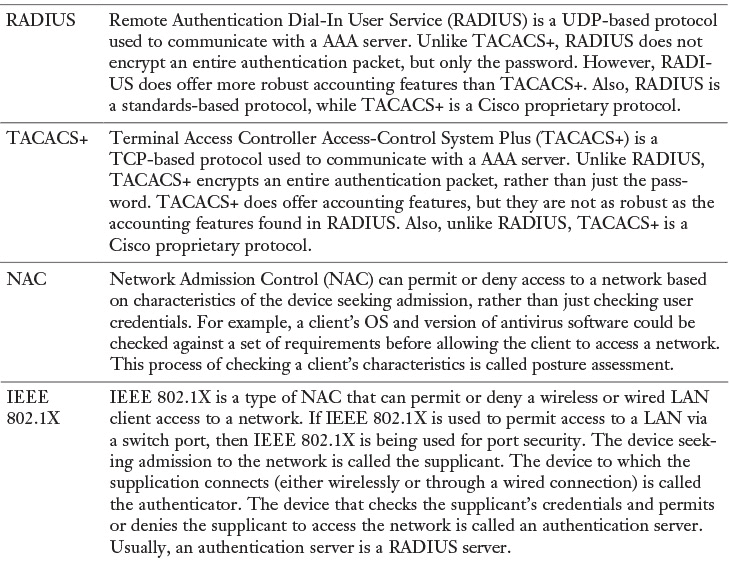 RADIUS Remote Authentication Dial-In User Service (RADIUS) is a UDP-based protocol
used to communicate with a AAA server. Unlike TACACS+, RADIUS does not
encrypt an entire authentication packet, but only the password. However, RADI-
US does offer more robust accounting features than TACACS+. Also, RADIUS is
a standards-based protocol, while TACACS+ is a Cisco proprietary protocol.
TACACS+ Terminal Access Controller Access-Control System Plus (TACACS+) is a
TCP-based protocol used to communicate with a AAA server. Unlike RADIUS,
TACACS+ encrypts an entire authentication packet, rather than just the pass-
word. TACACS+ does offer accounting features, but they are not as robust as the
accounting features found in RADIUS. Also, unlike RADIUS, TACACS+ is a
Cisco proprietary protocol.
NAC Network Admission Control (NAC) can permit or deny access to a network based
on characteristics of the device seeking admission, rather than just checking user
credentials. For example, a client's OS and version of antivirus software could be
checked against a set of requirements before allowing the client to access a network.
This process of checking a client's characteristics is called posture assessment.
IEEE IEEE 802.1X is a type of NAC that can permit or deny a wireless or wired LAN
802.1X client access to a network. If IEEE 802.1X is used to permit access to a LAN via
a switch port, then IEEE 802.1X is being used for port security. The device seek-
ing admission to the network is called the supplicant. The device to which the
supplication connects (either wirelessly or through a wired connection) is called
the authenticator. The device that checks the supplicant's credentials and permits
or denies the supplicant to access the network is called an authentication server.
Usually, an authentication server is a RADIUS server.